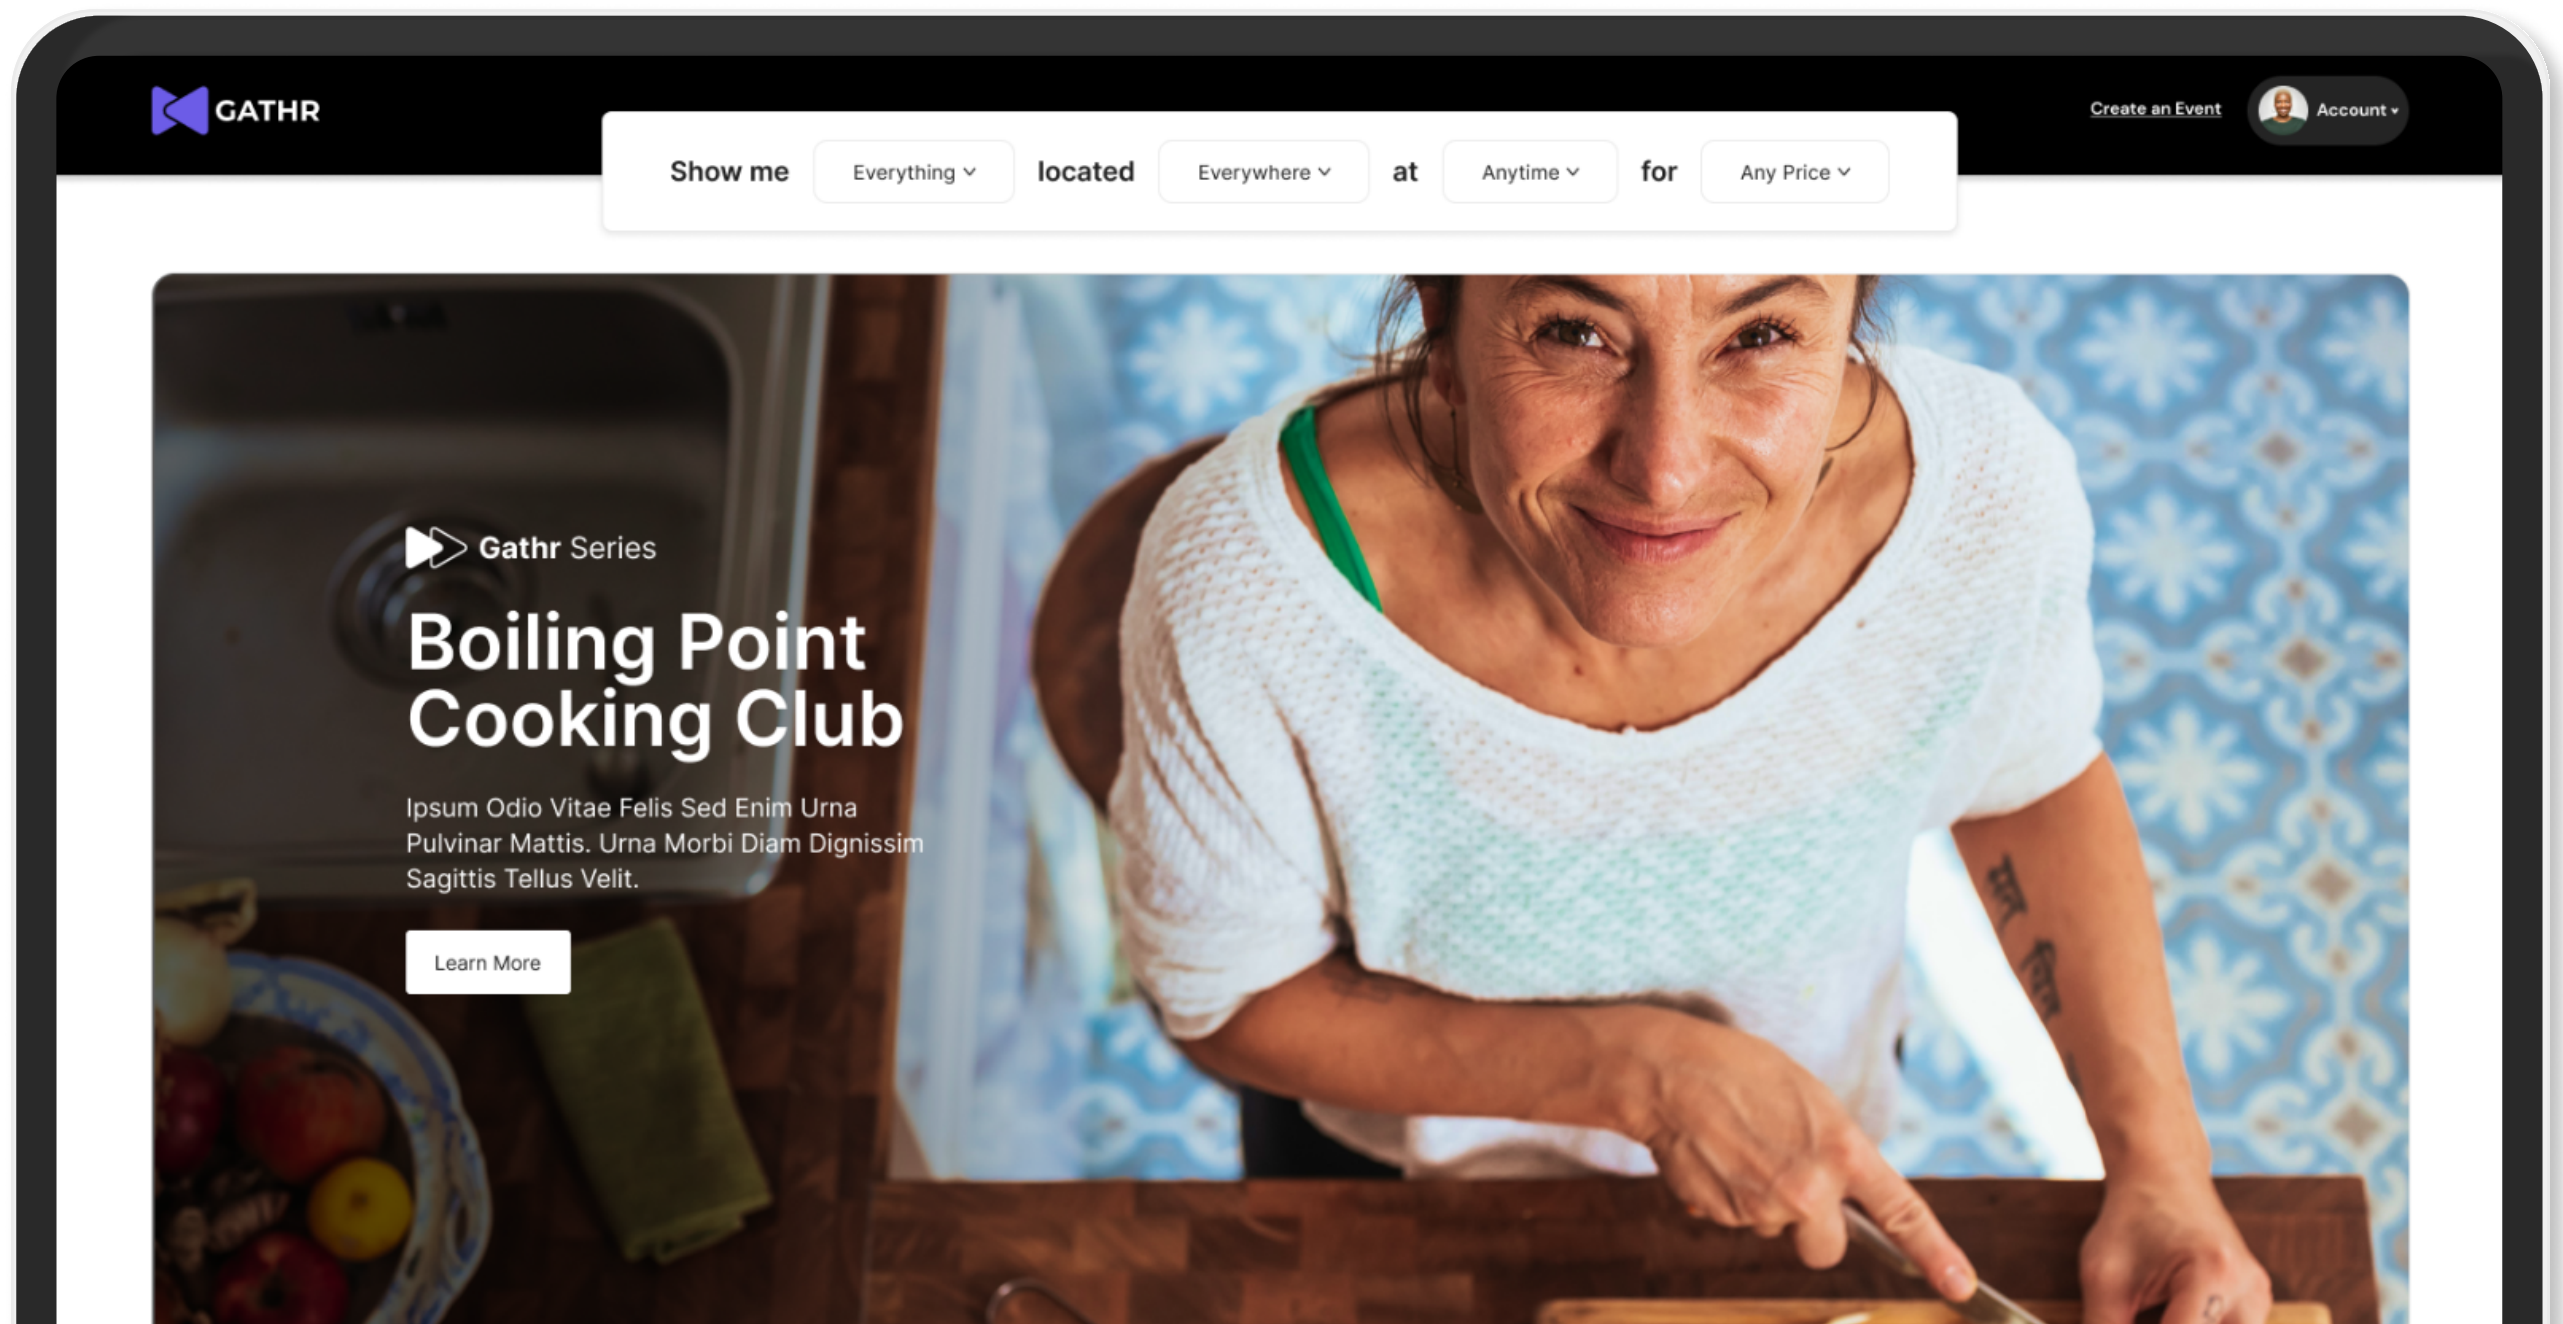 GATHR
Create an Event
Account
Show me Everything located Everywhere at Anytime for Any Price
Gathr Series
Boiling Point
Cooking Club
Ipsum Odio Vitae Felis Sed Enim Urna
Pulvinar Mattis. Urna Morbi Diam Dignissim
Sagittis Tellus Velit.
Learn More